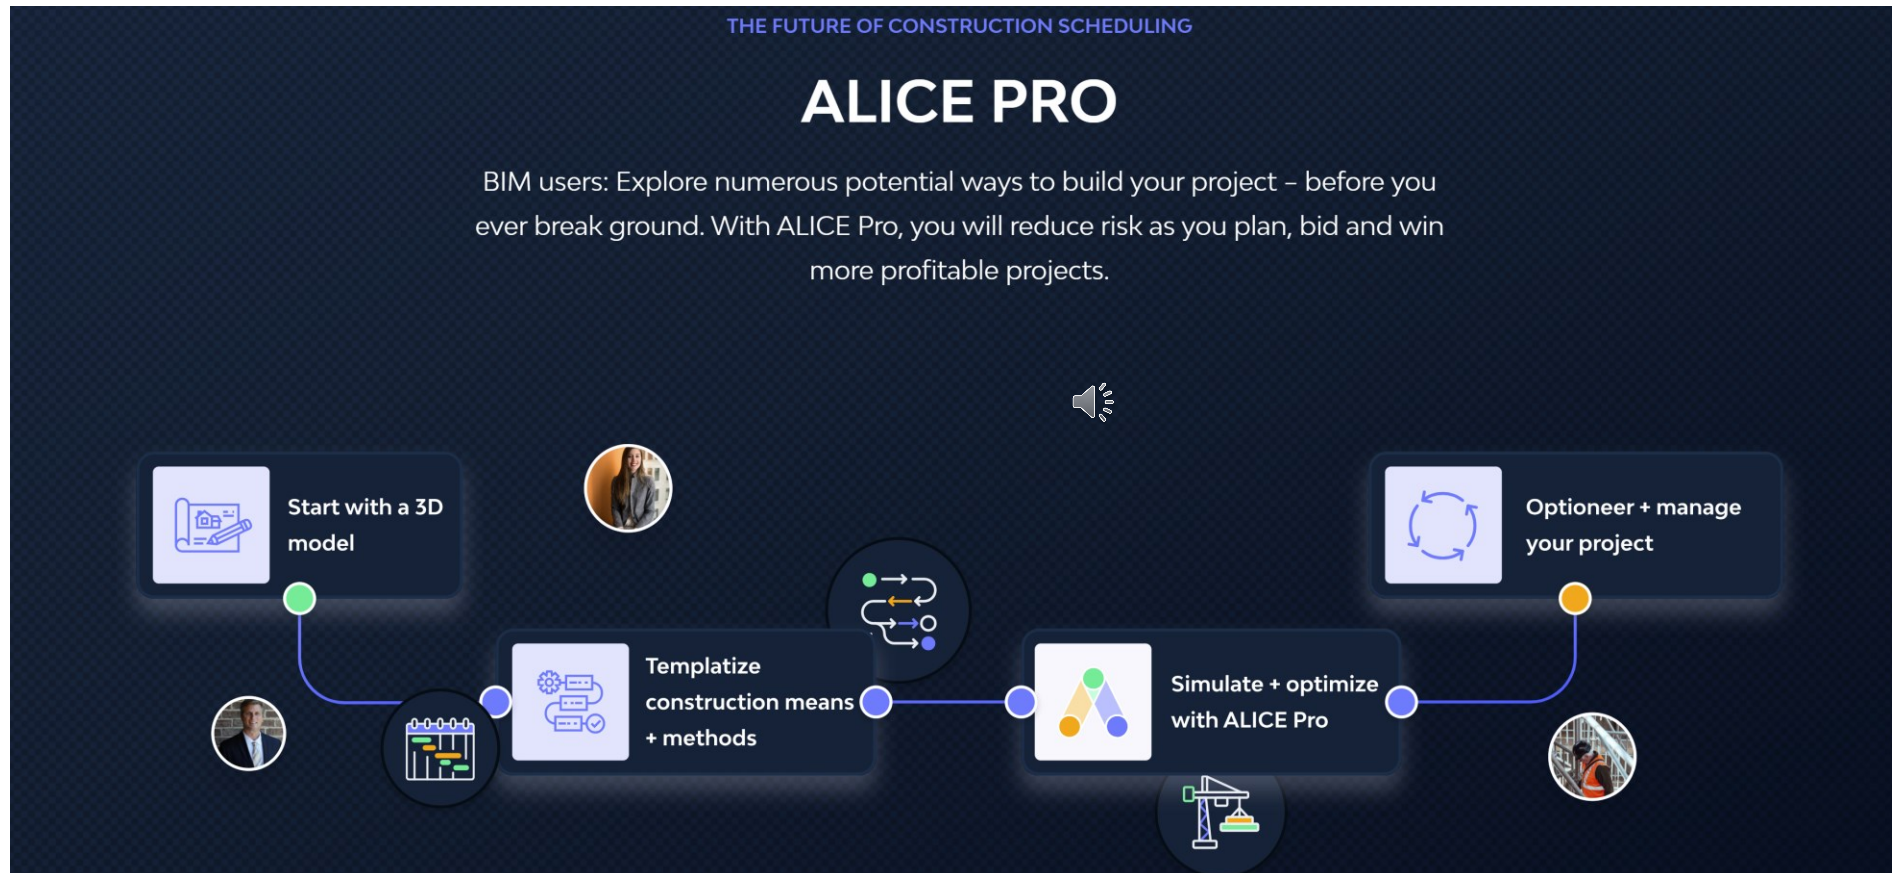 THE FUTURE OF CONSTRUCTION SCHEDULING
ALICE PRO
BIM users: Explore numerous potential ways to build your project – before you
ever break ground. With ALICE Pro, you will reduce risk as you plan, bid and win
more profitable projects.
Start with a 3D
model
Templatize
construction means
+ methods
Simulate + optimize
with ALICE Pro
Optioneer + manage
your project